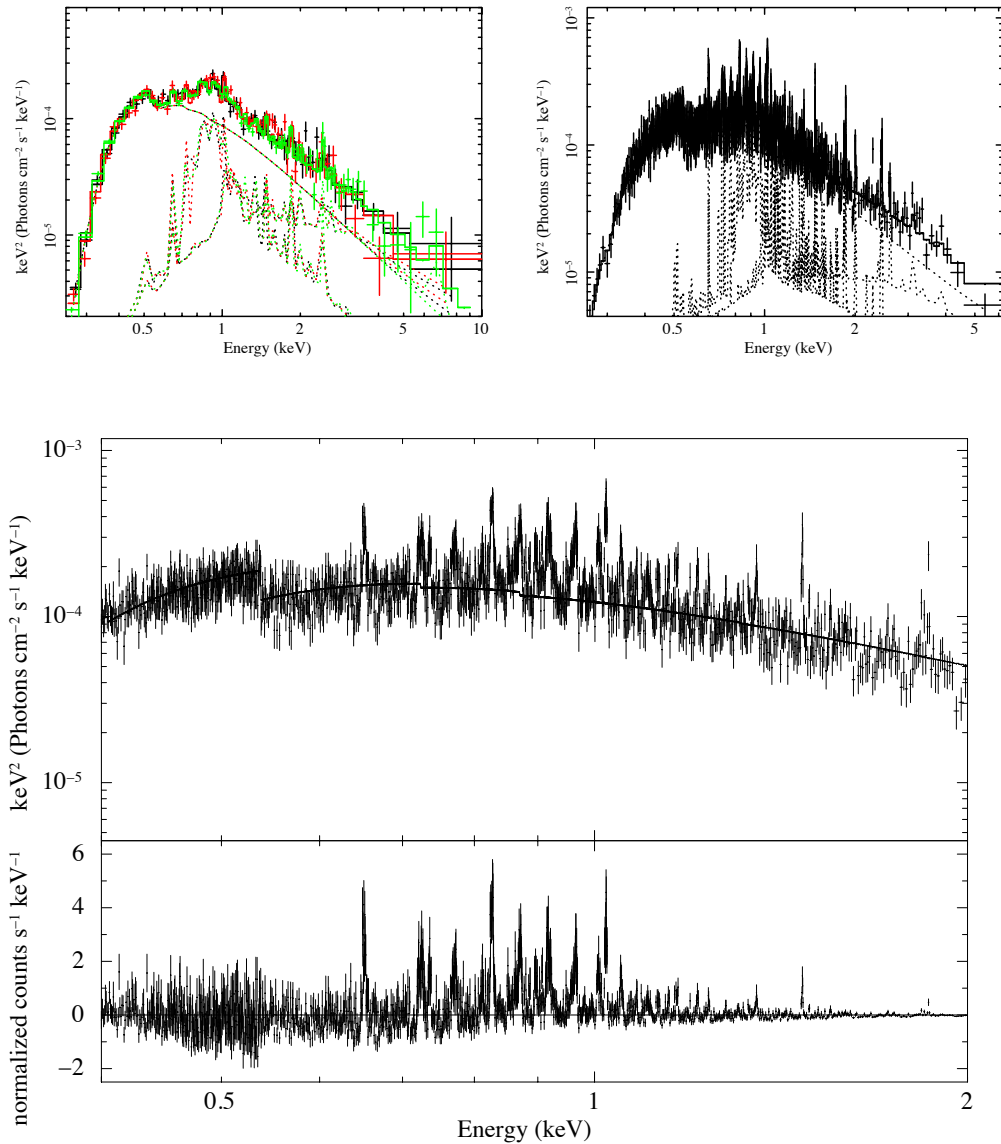 keV² (Photons cm⁻² s⁻¹ keV⁻¹)
10⁻⁴
10⁻⁵
0.5 1 2 5 10
Energy (keV)
keV² (Photons cm⁻² s⁻¹ keV⁻¹)
10⁻³
10⁻⁴
10⁻⁵
0.5 1 2 5
Energy (keV)
keV² (Photons cm⁻² s⁻¹ keV⁻¹)
10⁻³
10⁻⁴
10⁻⁵
normalized counts s⁻¹ keV⁻¹
6
4
2
0
−2
0.5 1 2
Energy (keV)